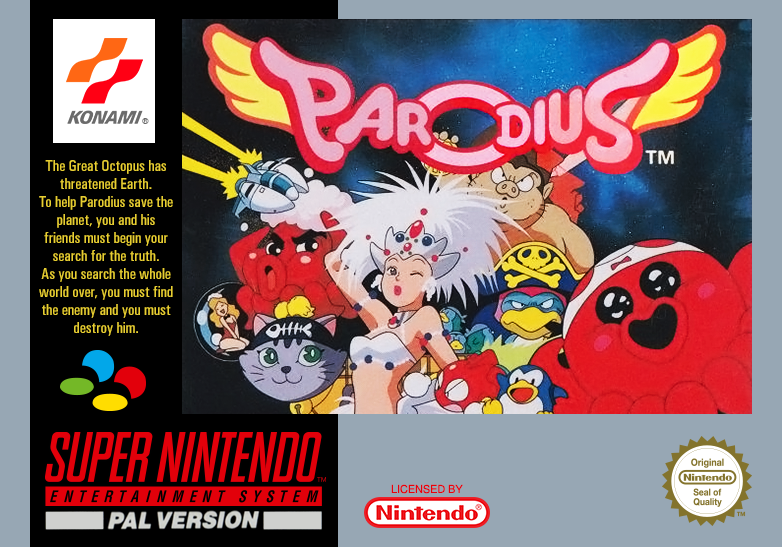 KONAMI®
PARODIUS
TM
The Great Octopus has
threatened Earth.
To help Parodius save the
planet, you and his
friends must begin your
search for the truth.
As you search the whole
world over, you must find
the enemy and you must
destroy him.
SUPER NINTENDO
TM
ENTERTAINMENT SYSTEM
PAL VERSION
LICENSED BY
Nintendo®
Original
Nintendo
Seal of
Quality
TM